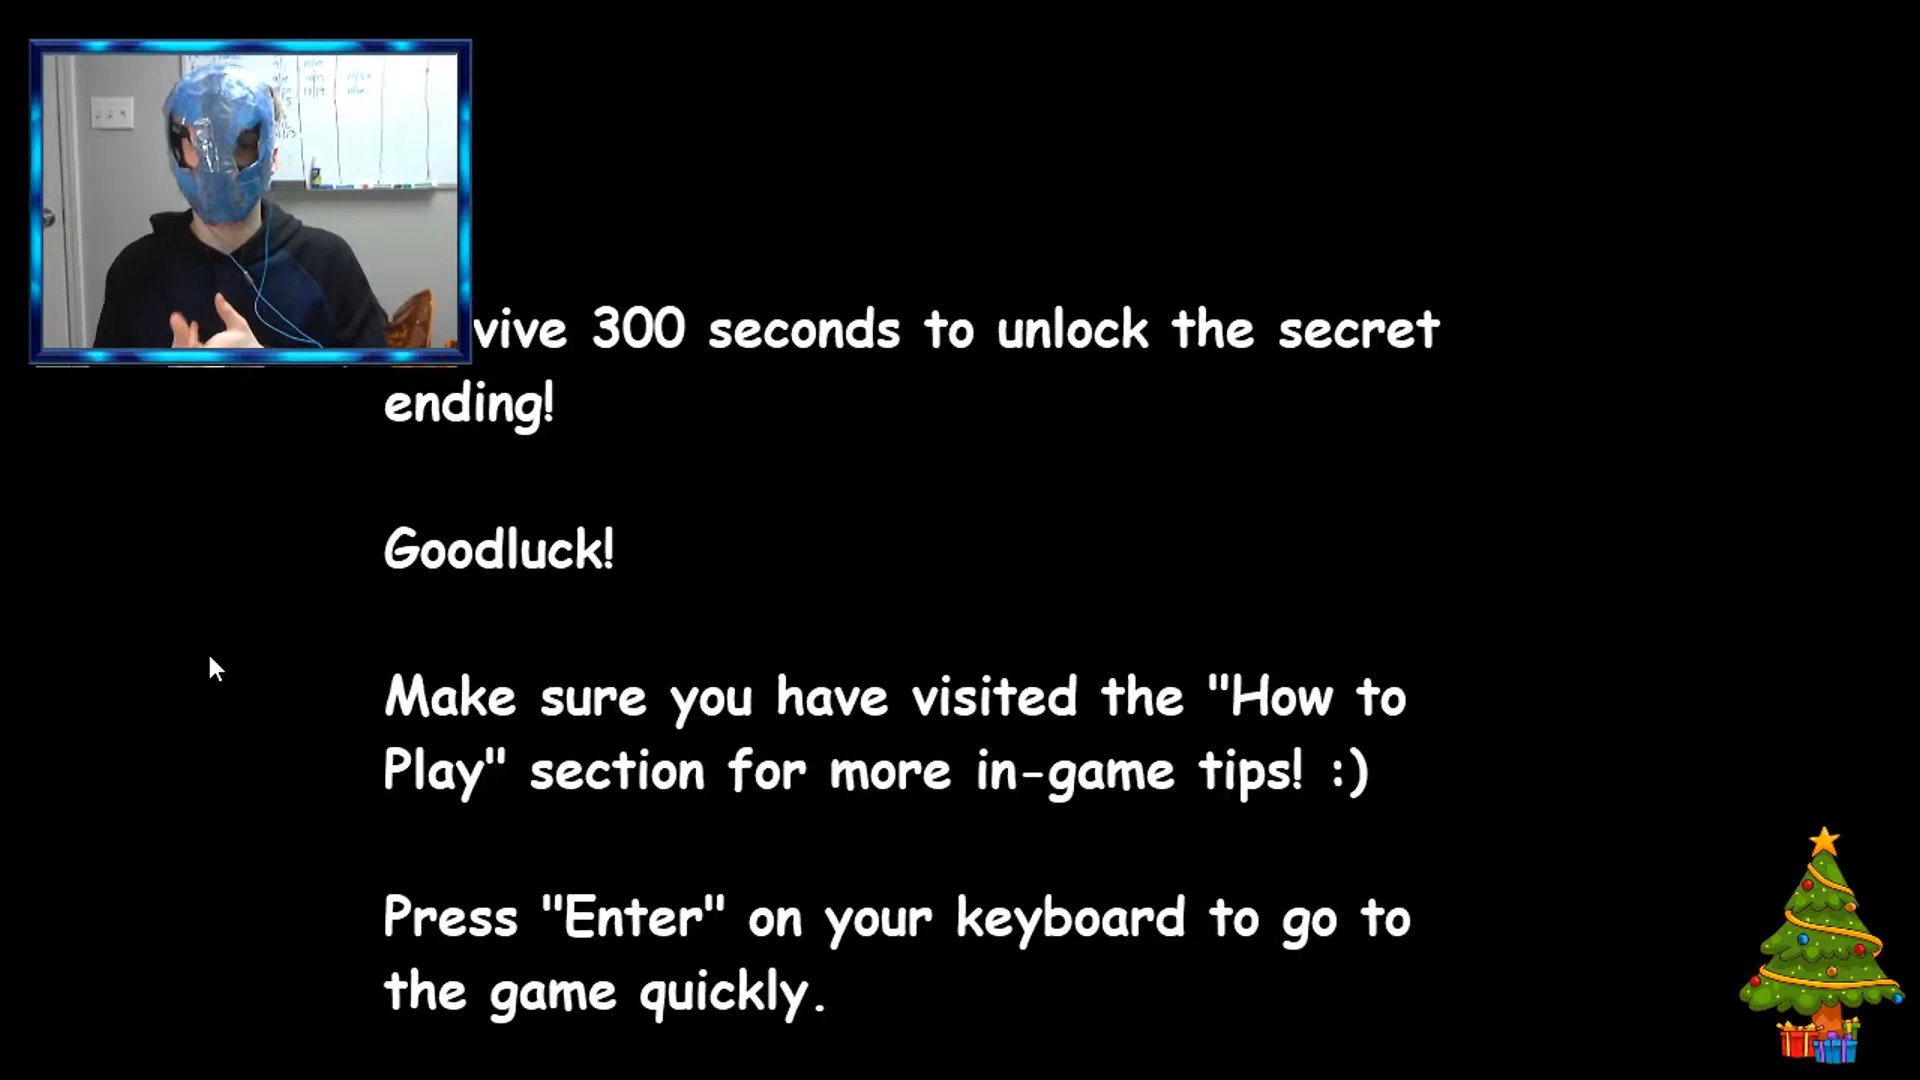 vive 300 seconds to unlock the secret
ending!
Goodluck!
Make sure you have visited the "How to
Play" section for more in-game tips! :)
Press "Enter" on your keyboard to go to
the game quickly.